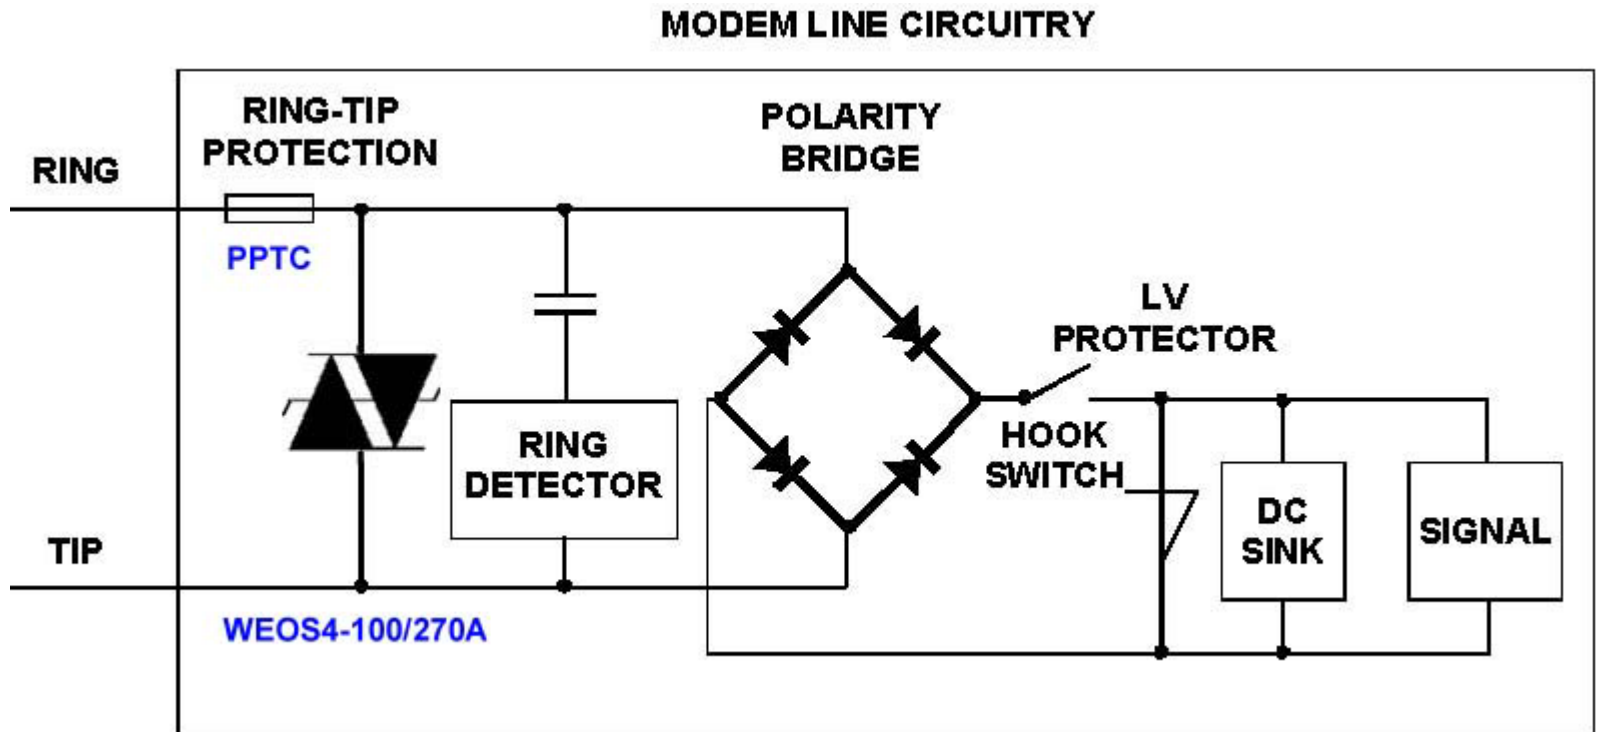 MODEM LINE CIRCUITRY
RING-TIP
PROTECTION
POLARITY
BRIDGE
RING
PPTC
LV
PROTECTOR
HOOK
SWITCH
RING
DETECTOR
DC
SINK
SIGNAL
TIP
WEOS4-100/270A